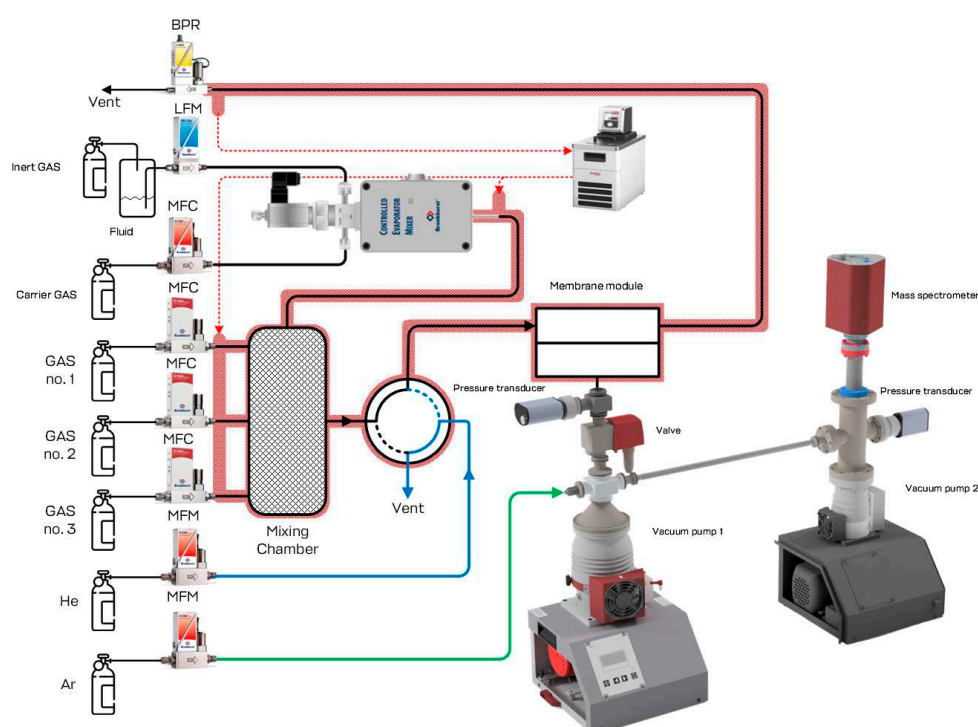 BPR
Vent
LFM
Inert GAS
Fluid
MFC
Carrier GAS
CONTROLLED
EVAPORATOR
MIXER
Bronkhorst
MFC
GAS
no. 1
MFC
GAS
no. 2
MFC
GAS
no. 3
MFM
He
MFM
Ar
Mixing
Chamber
Vent
Membrane module
Pressure transducer
Valve
Vacuum pump 1
Mass spectrometer
Pressure transducer
Vacuum pump 2